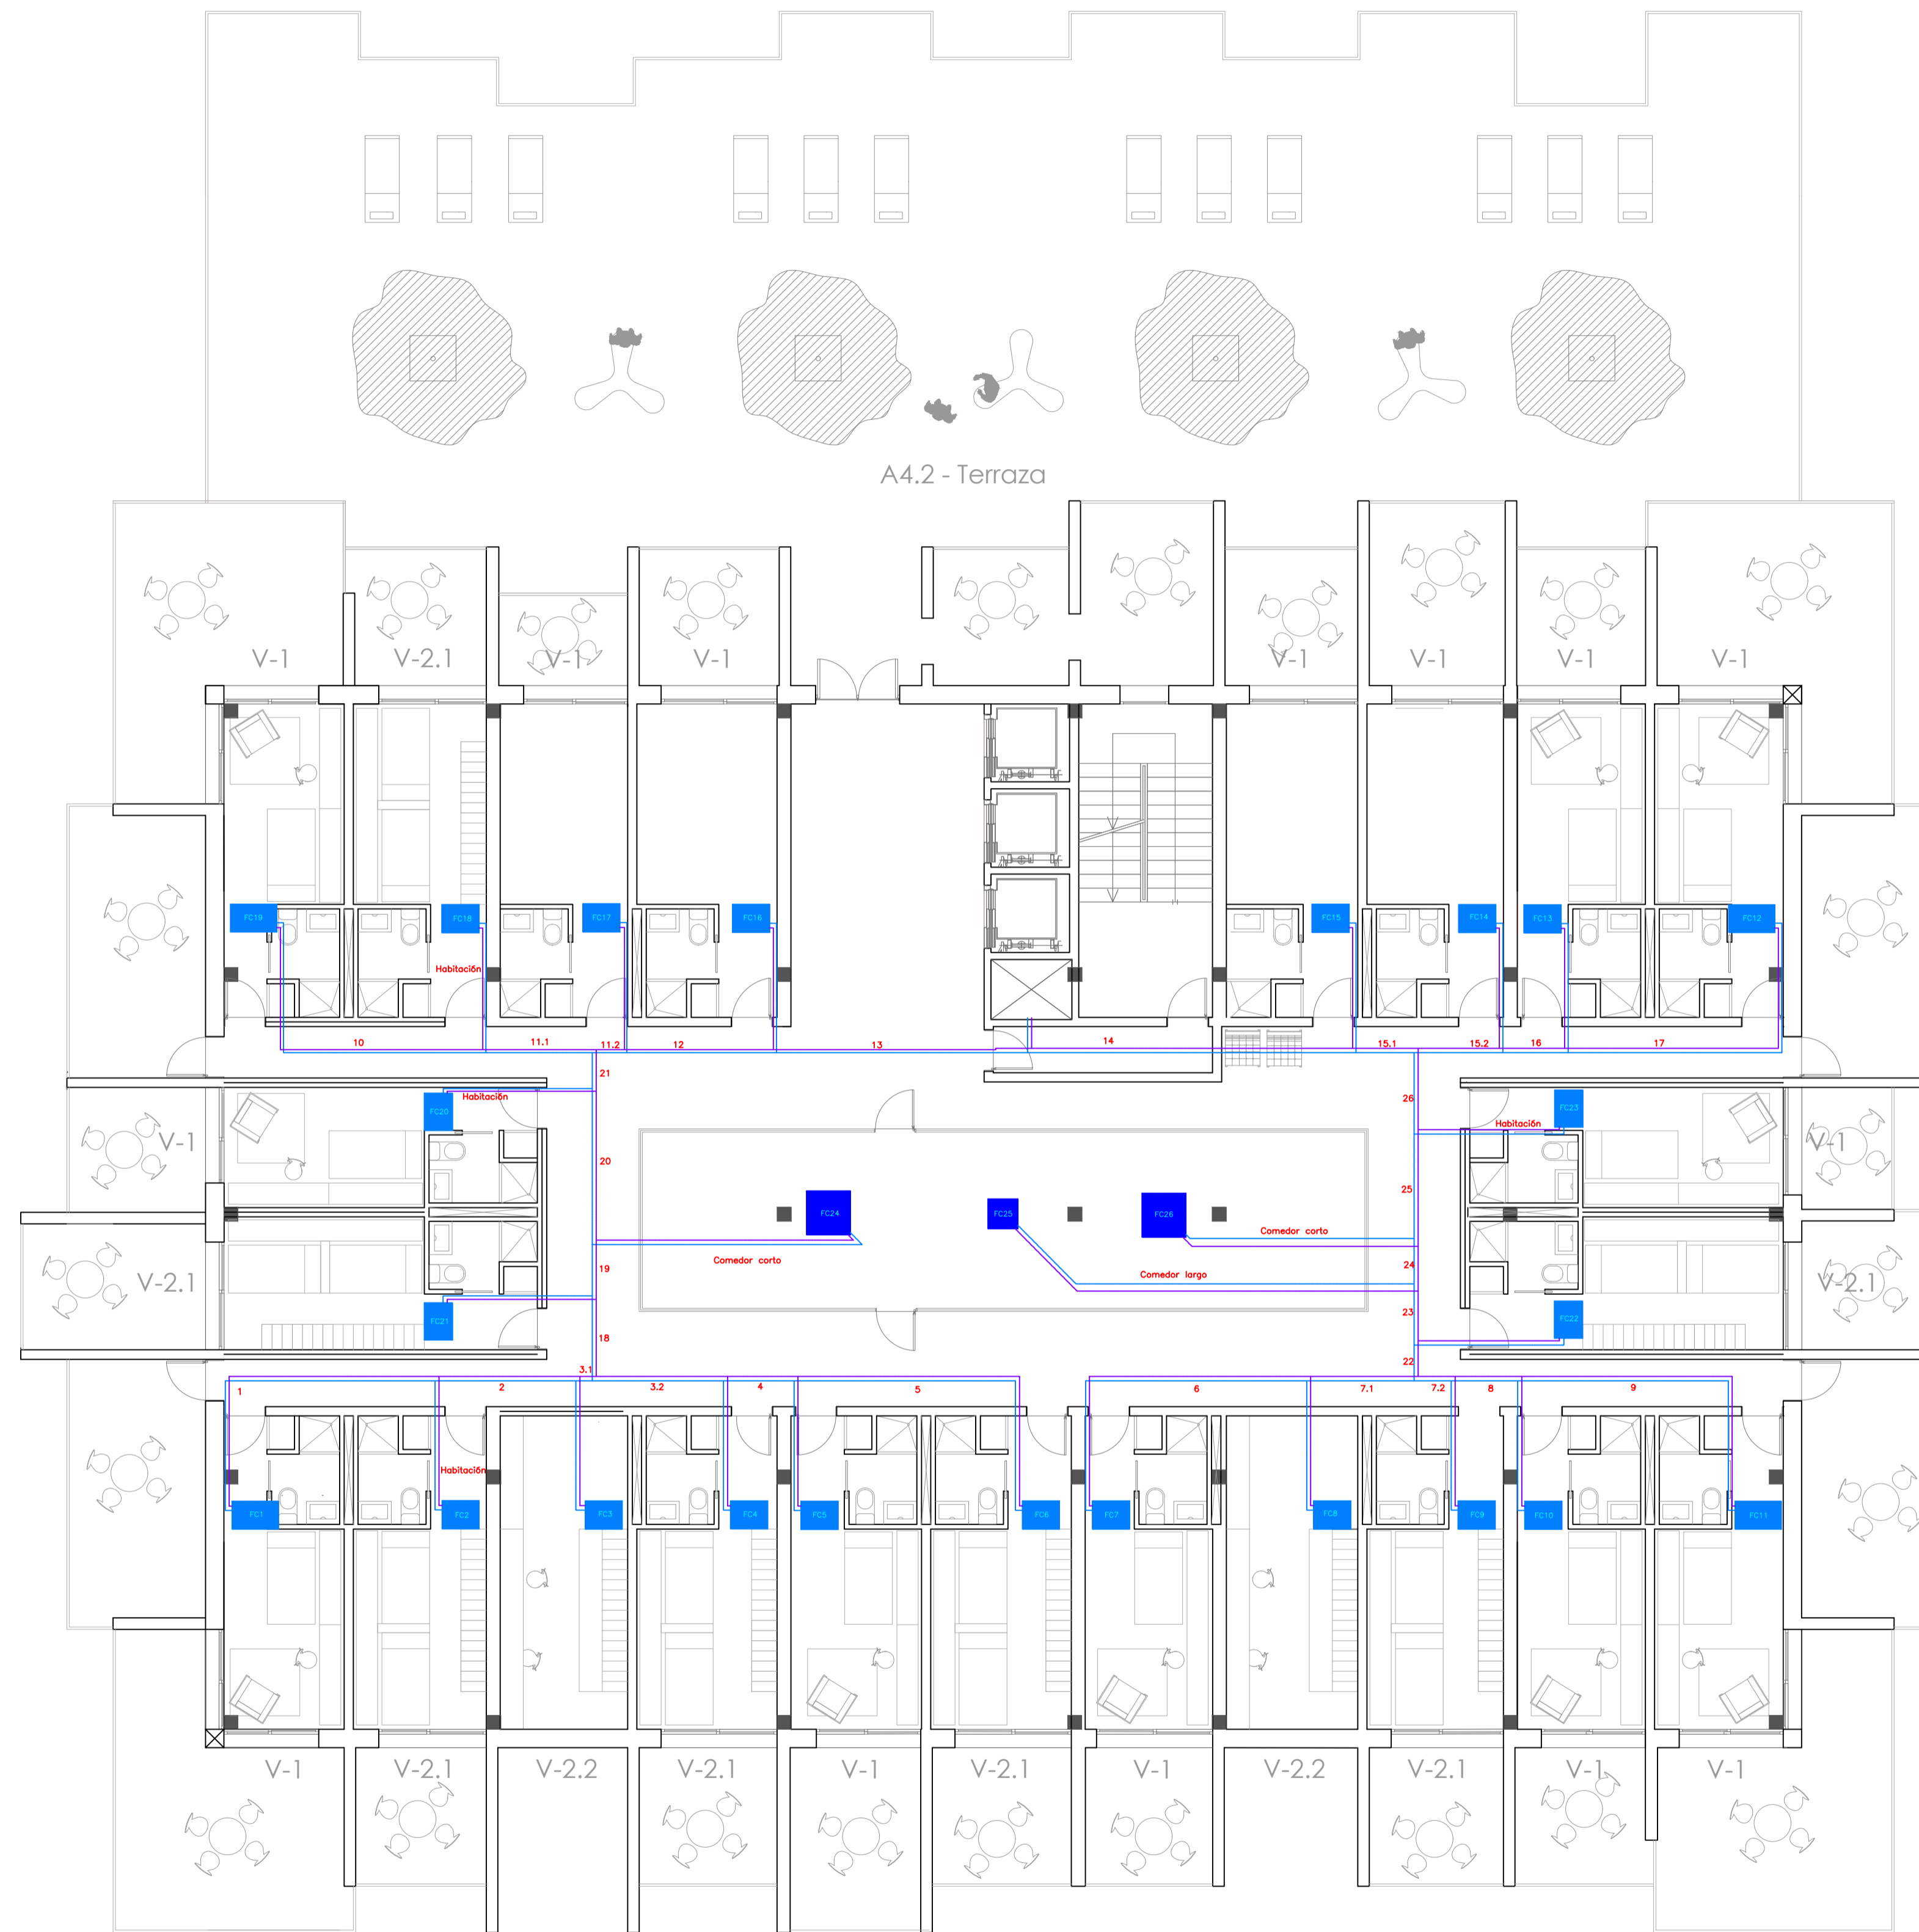 A4.2 - Terraza
V-1
V-2.1
V-1
V-1
V-1
V-1
V-1
V-1
FC19
FC18
FC17
FC16
FC15
FC14
FC13
FC12
Habitación
10
11.1
11.2
12
13
14
15.1
15.2
16
17
21
26
FC20
Habitación
FC23
Habitación
V-1
V-1
20
25
FC24
FC25
FC26
Comedor corto
Comedor corto
19
24
Comedor largo
V-2.1
V-2.1
FC21
18
23
FC22
22
3.1
1
2
3.2
4
5
6
7.1
7.2
8
9
Habitación
FC1
FC2
FC3
FC4
FC5
FC6
FC7
FC8
FC9
FC10
FC11
V-1
V-2.1
V-2.2
V-2.1
V-1
V-2.1
V-1
V-2.2
V-2.1
V-1
V-1